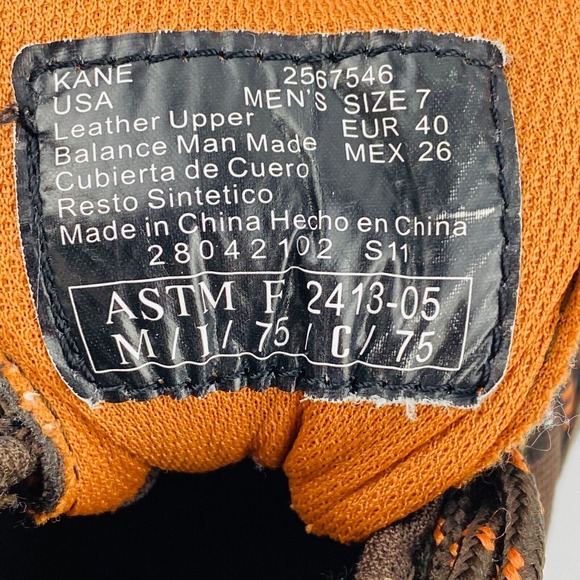 KANE 2567546
USA MEN'S SIZE 7
Leather Upper EUR 40
Balance Man Made MEX 26
Cubierta de Cuero
Resto Sintetico
Made in China Hecho en China
28042102 S11
ASTM F 2413-05
M / I / 75 / C / 75